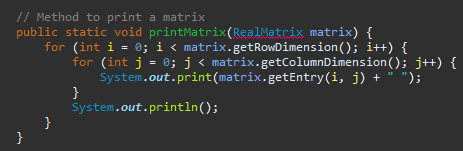 // Method to print a matrix
public static void printMatrix(RealMatrix matrix) {
    for (int i = 0; i < matrix.getRowDimension(); i++) {
        for (int j = 0; j < matrix.getColumnDimension(); j++) {
            System.out.print(matrix.getEntry(i, j) + " ");
        }
        System.out.println();
    }
}